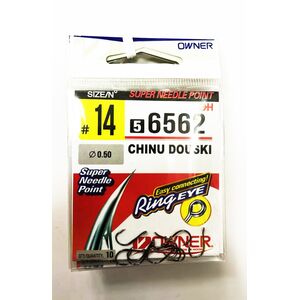 OWNER
SIZE/N°
SUPER NEEDLE POINT
#14
5 6562
CHINU DOUSKI
Ø 0.50
Super
Needle
Point
Easy connecting!
Ring EYE
OWNER
10